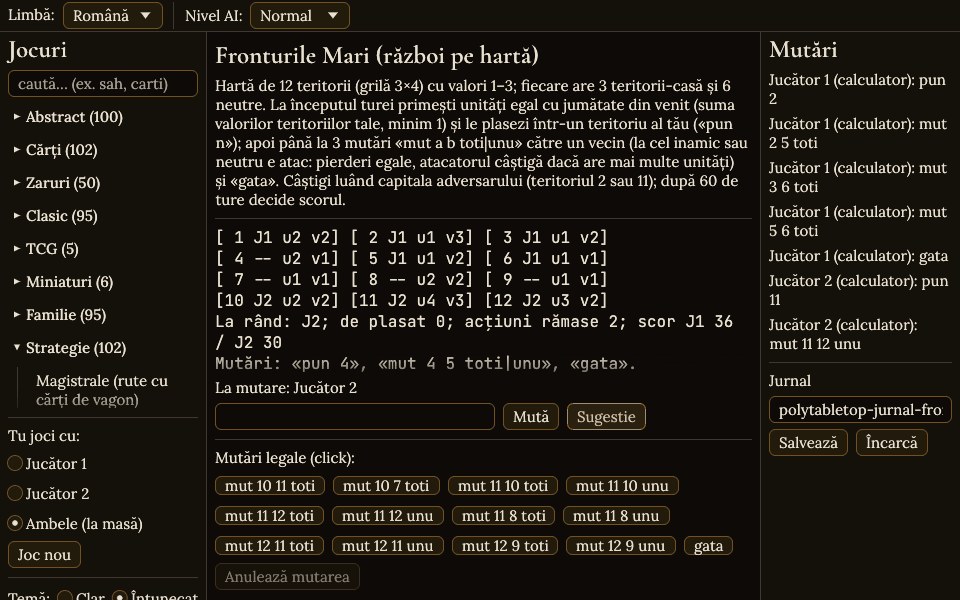 Limbă: Română ▼ Nivel AI: Normal ▼
Jocuri
caută... (ex. sah, carti)
▸ Abstract (100)
▸ Cărți (102)
▸ Zaruri (50)
▸ Clasic (95)
▸ TCG (5)
▸ Miniaturi (6)
▸ Familie (95)
▾ Strategie (102)
Magistrale (rute cu
cărți de vagon)
Tu joci cu:
Jucător 1
Jucător 2
Ambele (la masă)
Joc nou
Temă: Clar Întunecat
Fronturile Mari (război pe hartă)
Hartă de 12 teritorii (grilă 3×4) cu valori 1–3; fiecare are 3 teritorii-casă și 6
neutre. La începutul turei primești unități egal cu jumătate din venit (suma
valorilor teritoriilor tale, minim 1) și le plasezi într-un teritoriu al tău («pun
n»); apoi până la 3 mutări «mut a b toti|unu» către un vecin (la cel inamic sau
neutru e atac: pierderi egale, atacatorul câștigă dacă are mai multe unități)
și «gata». Câștigi luând capitala adversarului (teritoriul 2 sau 11); după 60 de
ture decide scorul.
[ 1 J1 u2 v2] [ 2 J1 u1 v3] [ 3 J1 u1 v2]
[ 4 -- u2 v1] [ 5 J1 u1 v2] [ 6 J1 u1 v1]
[ 7 -- u1 v1] [ 8 -- u2 v2] [ 9 -- u1 v1]
[10 J2 u2 v2] [11 J2 u4 v3] [12 J2 u3 v2]
La rând: J2; de plasat 0; acțiuni rămase 2; scor J1 36
/ J2 30
Mutări: «pun 4», «mut 4 5 toti|unu», «gata».
La mutare: Jucător 2
Mută Sugestie
Mutări legale (click):
mut 10 11 toti mut 10 7 toti mut 11 10 toti mut 11 10 unu
mut 11 12 toti mut 11 12 unu mut 11 8 toti mut 11 8 unu
mut 12 11 toti mut 12 11 unu mut 12 9 toti mut 12 9 unu gata
Anulează mutarea
Mutări
Jucător 1 (calculator): pun
2
Jucător 1 (calculator): mut
2 5 toti
Jucător 1 (calculator): mut
3 6 toti
Jucător 1 (calculator): mut
5 6 toti
Jucător 1 (calculator): gata
Jucător 2 (calculator): pun
11
Jucător 2 (calculator):
mut 11 12 unu
Jurnal
polytabletop-jurnal-fro
Salvează Încarcă